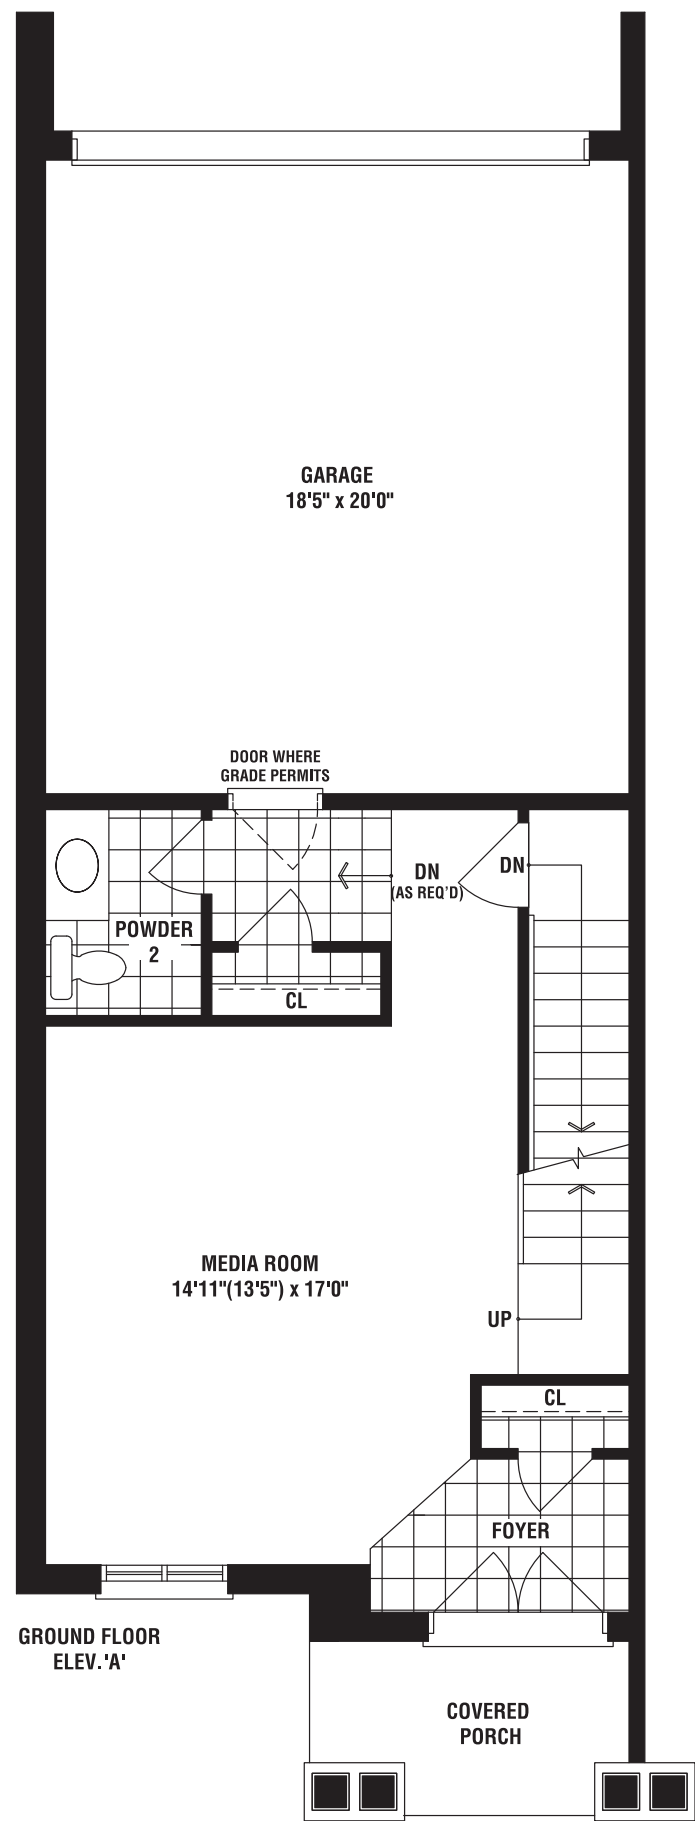 GARAGE
18'5" x 20'0"
DOOR WHERE
GRADE PERMITS
DN
(AS REQ'D)
DN
POWDER
2
CL
MEDIA ROOM
14'11"(13'5") x 17'0"
UP
CL
FOYER
GROUND FLOOR
ELEV.'A'
COVERED
PORCH